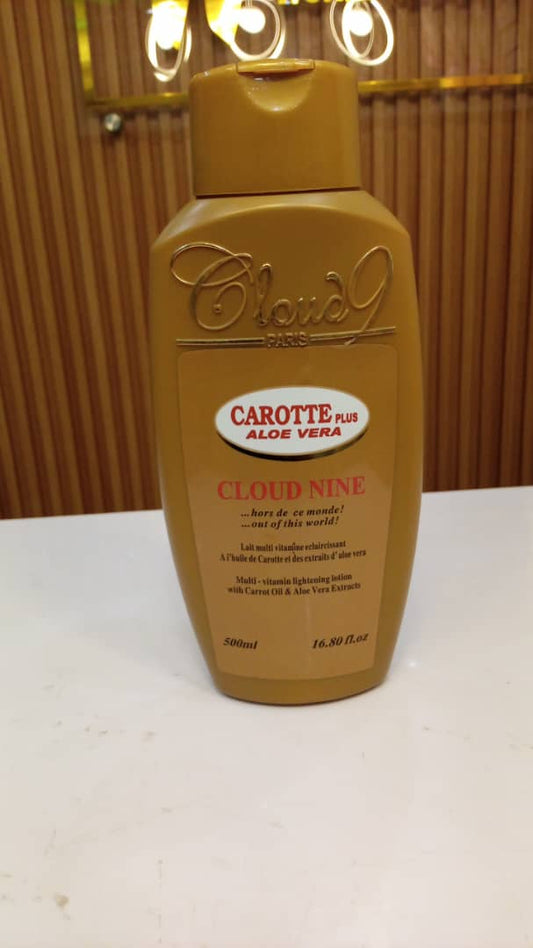 Cloud 9
PARIS
CAROTTE PLUS
ALOE VERA
CLOUD NINE
...hors de ce monde!
...out of this world!
Lait multi vitamine eclaircissant
A l'huile de Carotte et des extraits d' aloe vera
Multi - vitamin lightening lotion
with Carrot Oil & Aloe Vera Extracts
500ml 16.80 fl.oz